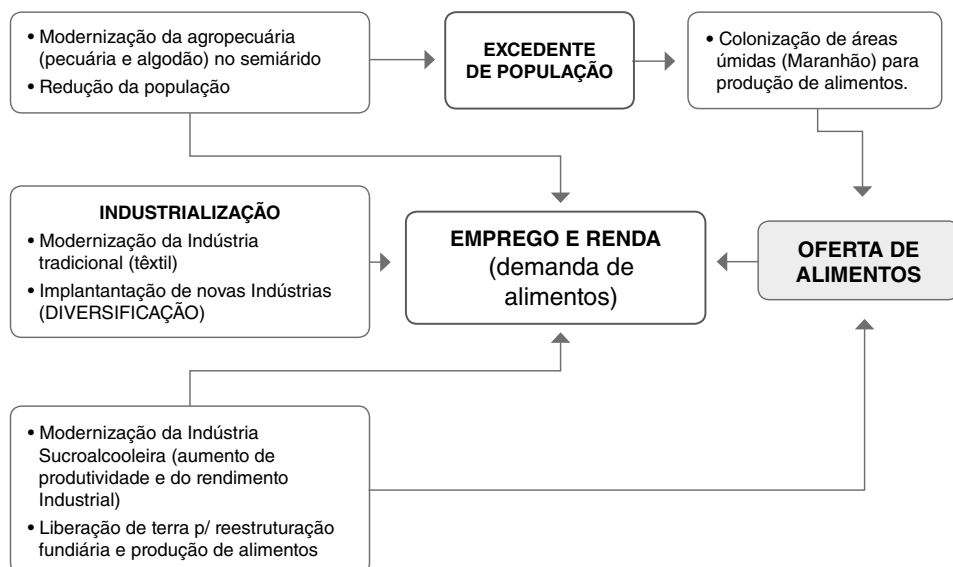 • Modernização da agropecuária
(pecuária e algodão) no semiárido
• Redução da população
EXCEDENTE
DE POPULAÇÃO
• Colonização de áreas
úmidas (Maranhão) para
produção de alimentos.
INDUSTRIALIZAÇÃO
• Modernização da Indústria
tradicional (têxtil)
• Implantantação de novas Indústrias
(DIVERSIFICAÇÃO)
EMPREGO E RENDA
(demanda de
alimentos)
OFERTA DE
ALIMENTOS
• Modernização da Indústria
Sucroalcooleira (aumento de
produtividade e do rendimento
Industrial)
• Liberação de terra p/ reestruturação
fundiária e produção de alimentos